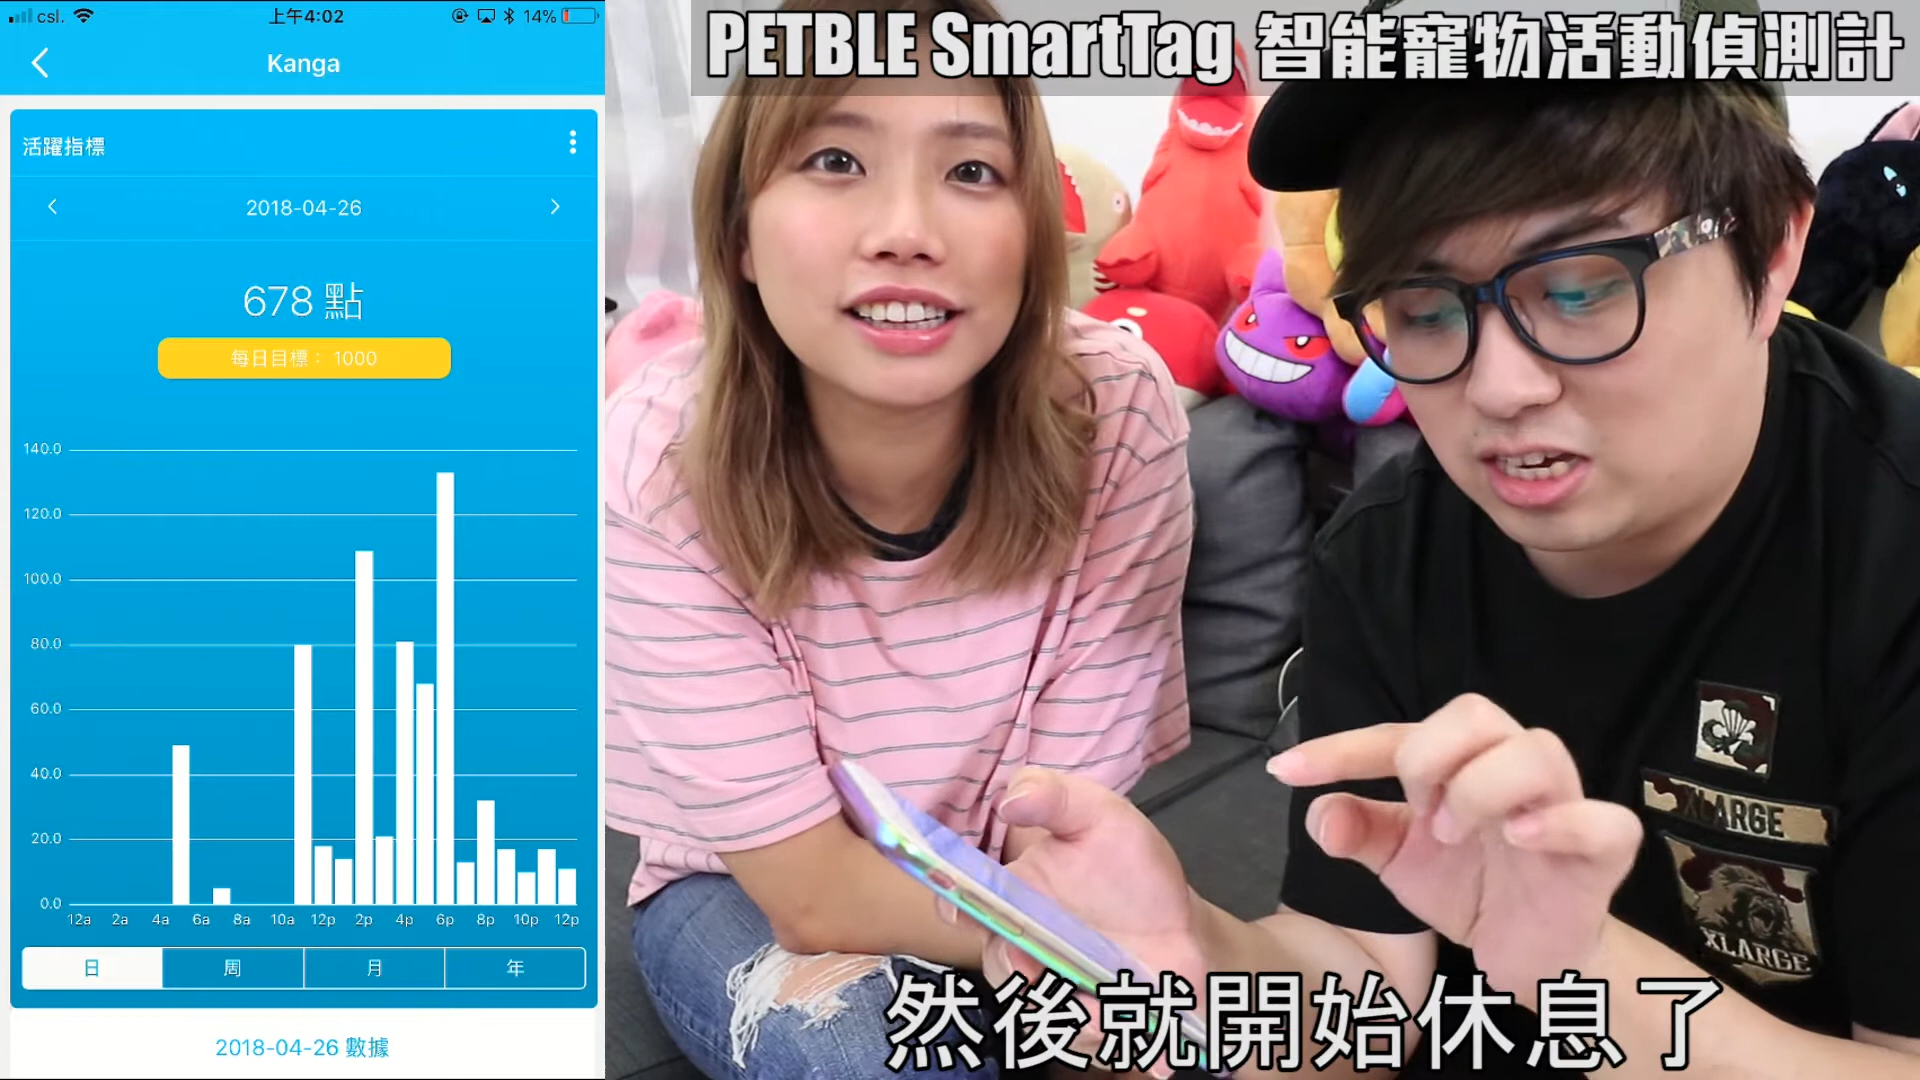 csl. 上午4:02 14%
Kanga
活躍指標
2018-04-26
678 點
每日目標： 1000
140.0
120.0
100.0
80.0
60.0
40.0
20.0
0.0
12a 2a 4a 6a 8a 10a 12p 2p 4p 6p 8p 10p 12p
日 周 月 年
2018-04-26 數據
PETBLE SmartTag 智能寵物活動偵測計
XLARGE
XLARGE
然後就開始休息了